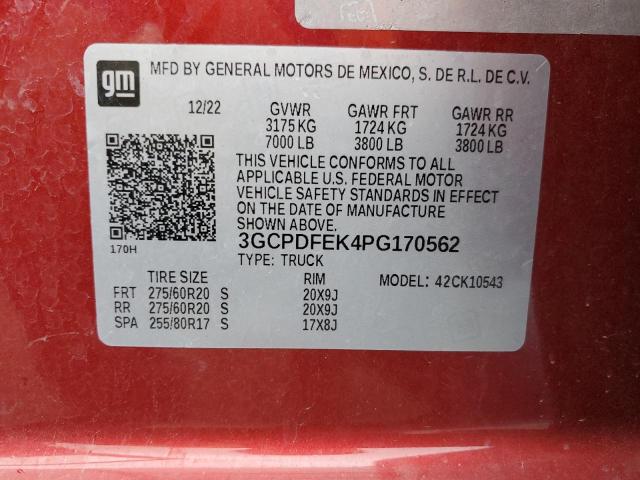 gm
MFD BY GENERAL MOTORS DE MEXICO, S. DE R.L. DE C.V.
12/22 GVWR GAWR FRT GAWR RR
3175 KG 1724 KG 1724 KG
7000 LB 3800 LB 3800 LB
THIS VEHICLE CONFORMS TO ALL
APPLICABLE U.S. FEDERAL MOTOR
VEHICLE SAFETY STANDARDS IN EFFECT
ON THE DATE OF MANUFACTURE
SHOWN ABOVE.
170H
3GCPDFEK4PG170562
TYPE: TRUCK
TIRE SIZE RIM MODEL: 42CK10543
FRT 275/60R20 S 20X9J
RR 275/60R20 S 20X9J
SPA 255/80R17 S 17X8J